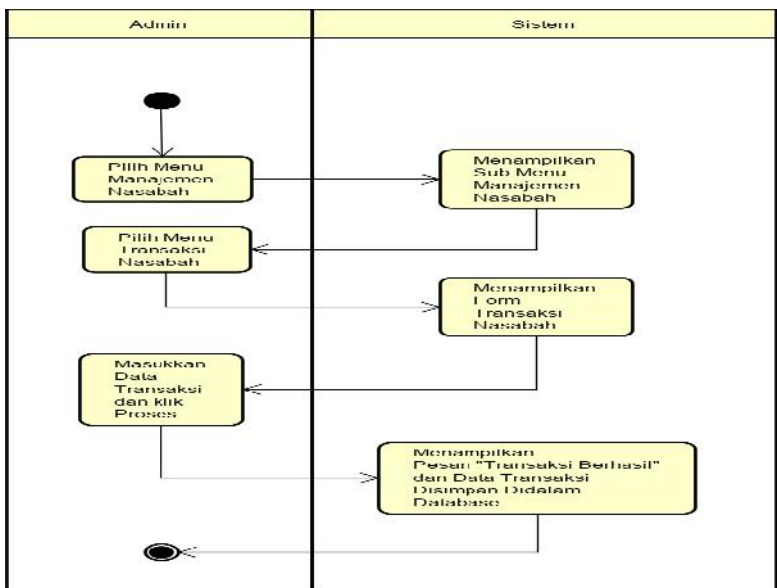 Admin
Sistem
Pilih Menu
Manajemen
Nasabah
Menampilkan
Sub Menu
Manajemen
Nasabah
Pilih Menu
Transaksi
Nasabah
Menampilkan
Form
Transaksi
Nasabah
Masukkan
Data
Transaksi
dan klik
Proses
Menampilkan
Pesan "Transaksi Berhasil"
dan Data Transaksi
Disimpan Didalam
Database